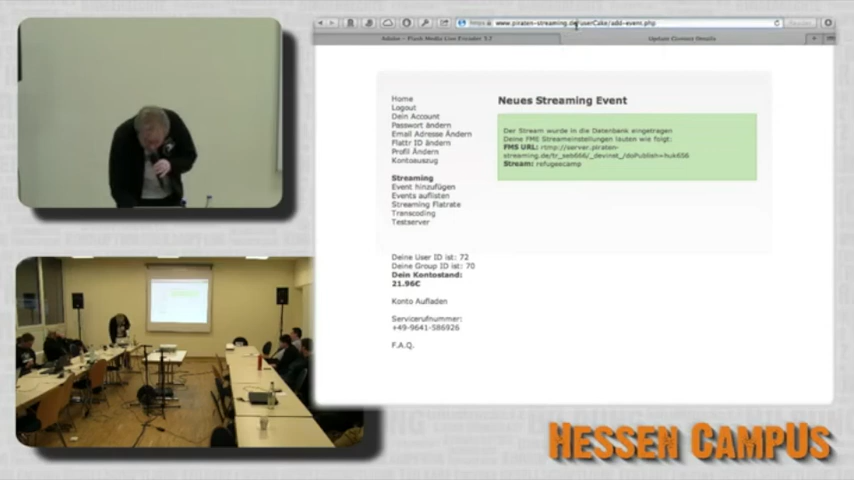 https
www.piraten-streaming.de/userCake/add-event.php
Adobe - Flash Media Live Encoder 3.2
Update Contact Details
Home
Logout
Dein Account
Passwort ändern
Email Adresse Ändern
Flattr ID ändern
Profil Ändern
Kontoauszug
Streaming
Event hinzufügen
Events auflisten
Streaming Flatrate
Transcoding
Testserver
Deine User ID ist: 72
Deine Group ID ist: 70
Dein Kontostand:
21.96€
Konto Aufladen
Servicerufnummer:
+49-9641-586926
F.A.Q.
Neues Streaming Event
Der Stream wurde in die Datenbank eingetragen
Deine FMS Streameinstellungen lauten wie folgt:
FMS URL: rtmp://server.piraten-
streaming.de/tr_seb666/_devinst_/doPublish=huk656
Stream: refugeecamp
HESSEN CAMPUS